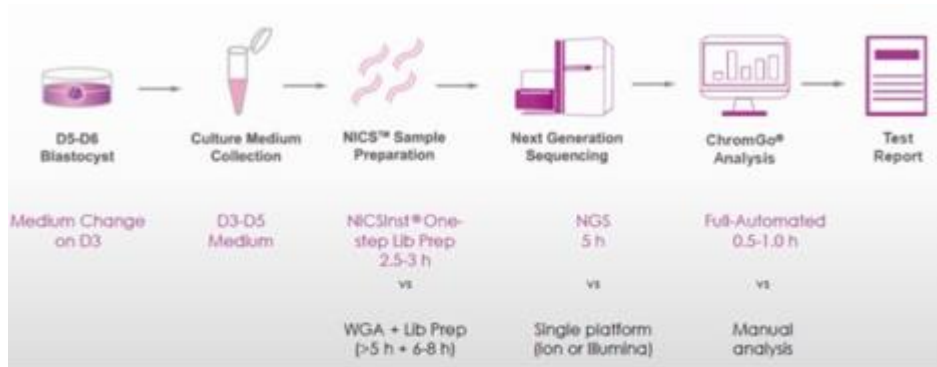 D5-D6
Blastocyst
Culture Medium
Collection
NICS™ Sample
Preparation
Next Generation
Sequencing
ChromGo®
Analysis
Test
Report
Medium Change
on D3
D3-D5
Medium
NICSInst®One-
step Lib Prep
2.5-3 h
NGS
5 h
Full-Automated
0.5-1.0 h
vs
vs
vs
WGA + Lib Prep
(>5 h + 6-8 h)
Single platform
(Ion or Illumina)
Manual
analysis